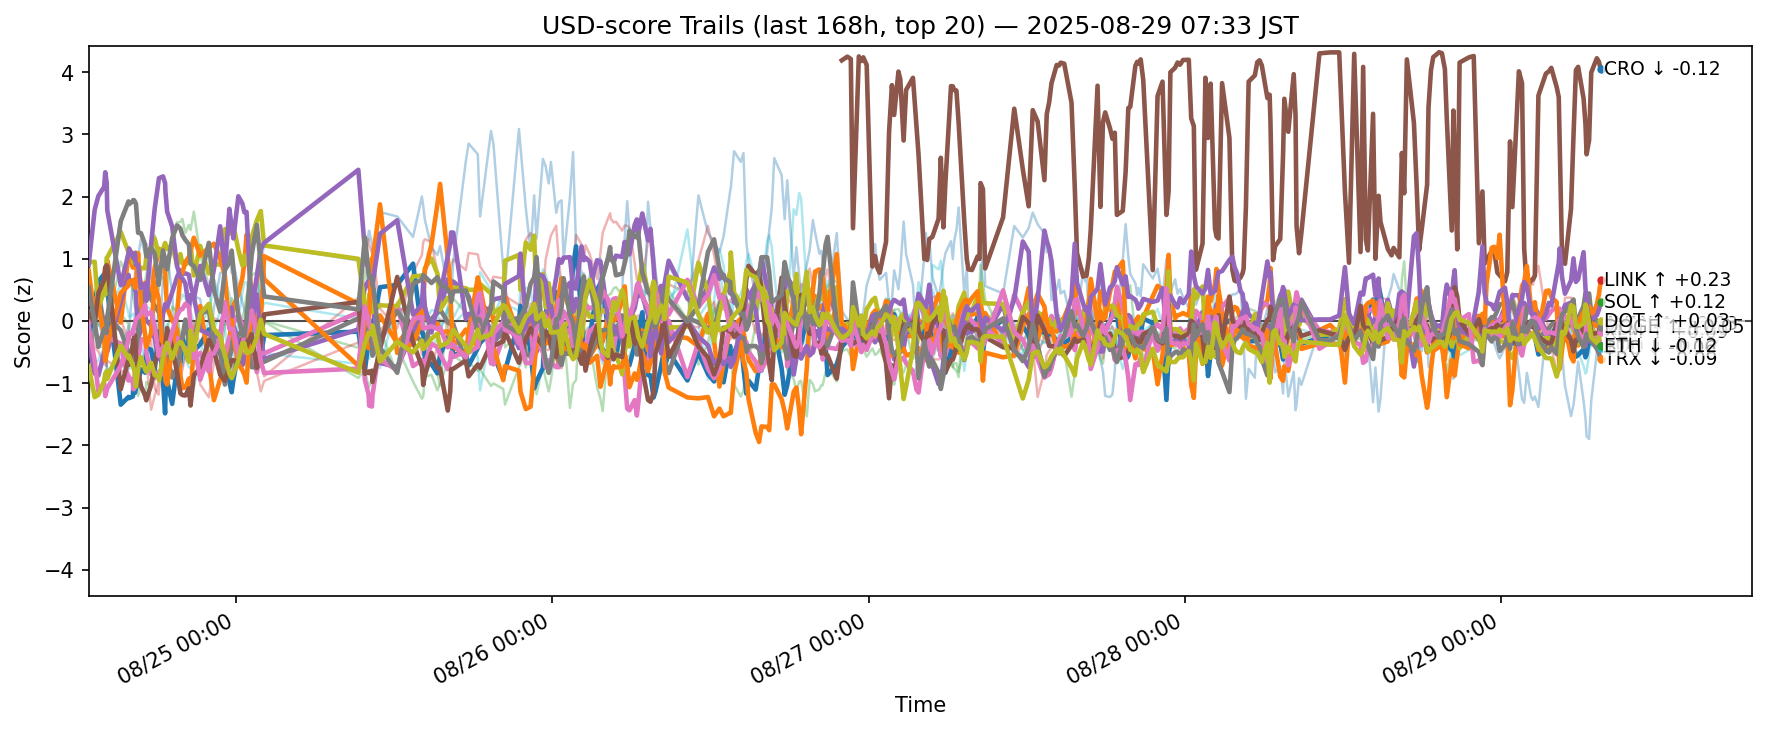 USD-score Trails (last 168h, top 20) — 2025-08-29 07:33 JST
Score (z)
4
3
2
1
0
−1
−2
−3
−4
CRO ↓ -0.12
LINK ↑ +0.23
SOL ↑ +0.12
DOT ↑ +0.03
ETH ↓ -0.12
TRX ↓ -0.09
08/25 00:00
08/26 00:00
08/27 00:00
08/28 00:00
08/29 00:00
Time